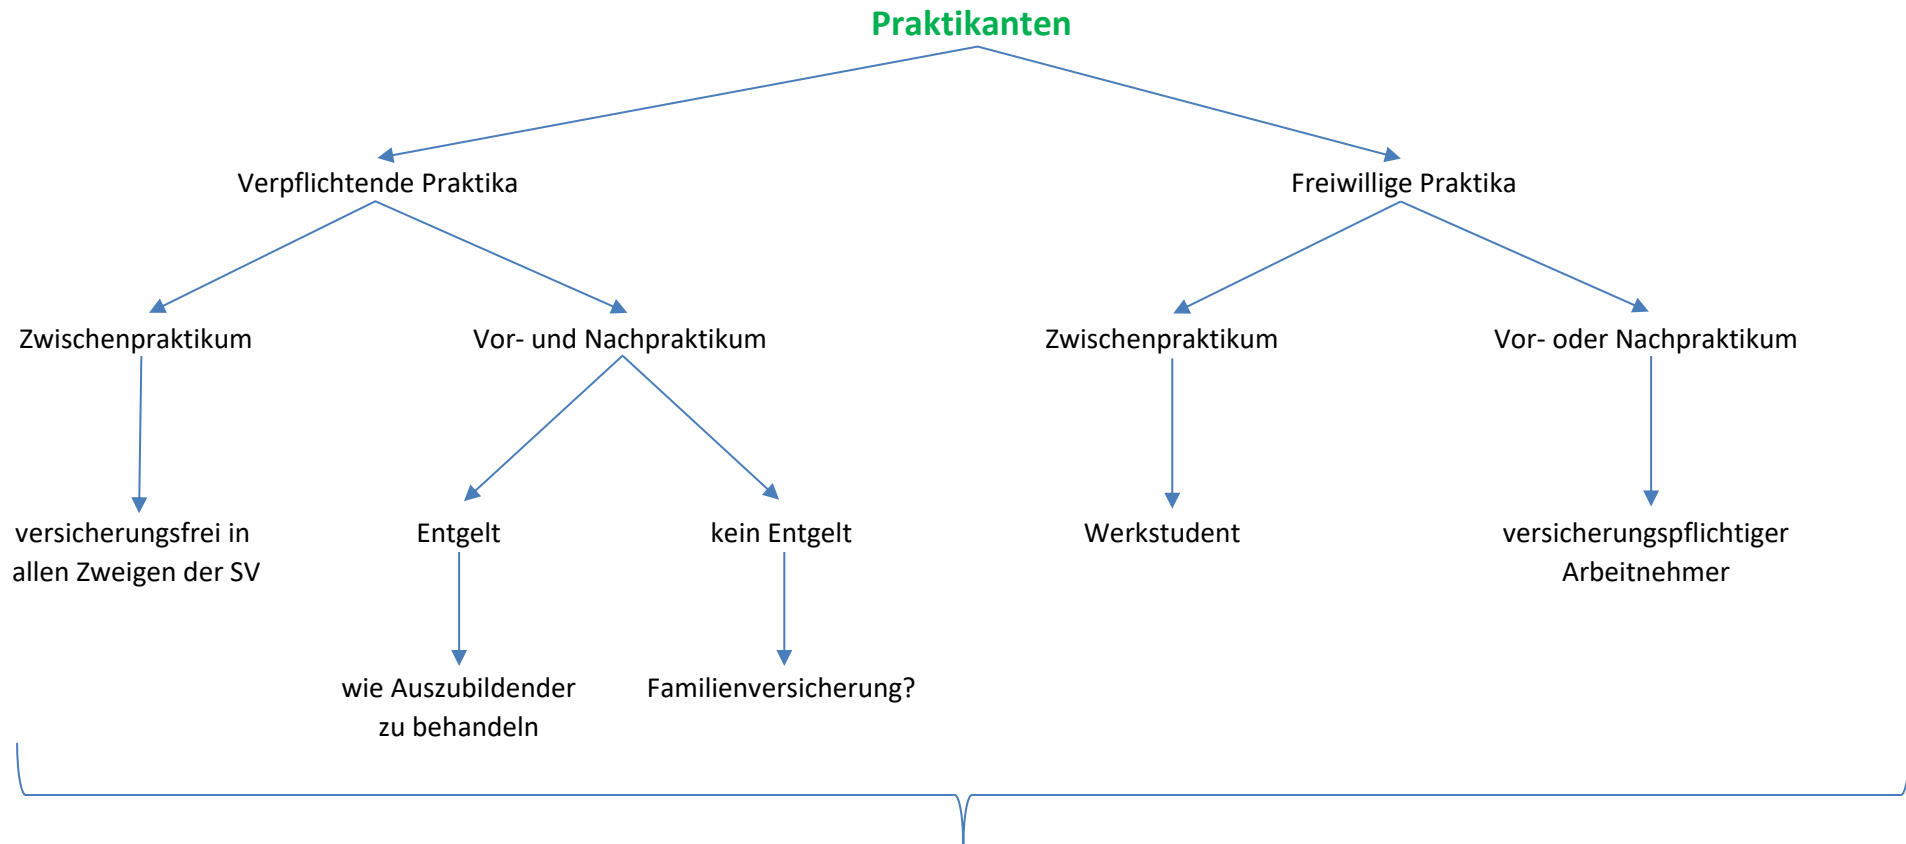 Praktikanten
Verpflichtende Praktika
Freiwillige Praktika
Zwischenpraktikum
Vor- und Nachpraktikum
Zwischenpraktikum
Vor- oder Nachpraktikum
versicherungsfrei in
allen Zweigen der SV
Entgelt
kein Entgelt
Werkstudent
versicherungspflichtiger
Arbeitnehmer
wie Auszubildender
zu behandeln
Familienversicherung?